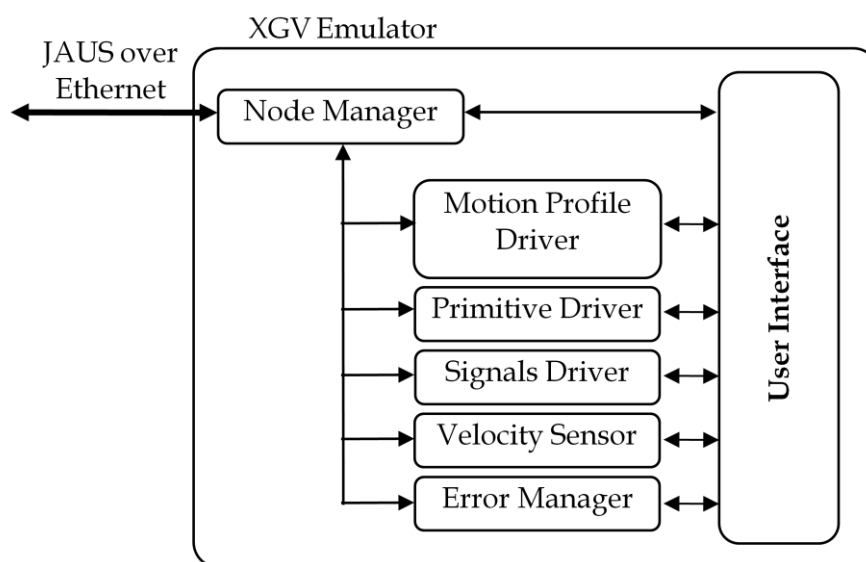 XGV Emulator
JAUS over
Ethernet
Node Manager
Motion Profile
Driver
Primitive Driver
Signals Driver
Velocity Sensor
Error Manager
User Interface